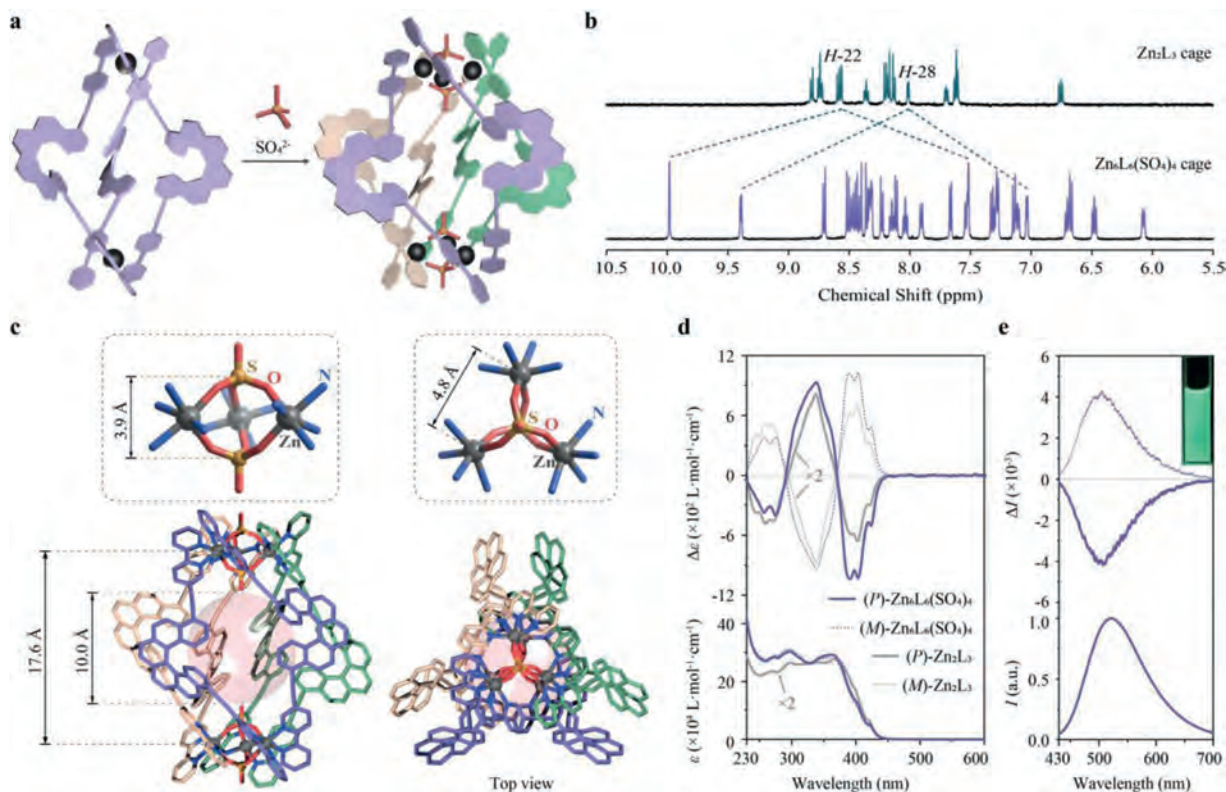 a
SO₄²⁻
b
Zn₂L₃ cage
H-22
H-28
Zn₆L₆(SO₄)₄ cage
10.5 10.0 9.5 9.0 8.5 8.0 7.5 7.0 6.5 6.0 5.5
Chemical Shift (ppm)
c
3.9 Å
S
O
N
Zn
4.8 Å
S
O
N
Zn
17.6 Å
10.0 Å
Top view
d
12
6
0
-6
-12
Δε (×10² L·mol⁻¹·cm⁻¹)
×2
(P)-Zn₆L₆(SO₄)₄
(M)-Zn₆L₆(SO₄)₄
(P)-Zn₂L₃
(M)-Zn₂L₃
40
20
0
ε (×10⁴ L·mol⁻¹·cm⁻¹)
×2
230 300 400 500 600
Wavelength (nm)
e
6
4
2
0
-2
-4
-6
ΔI (×10⁻³)
1.0
0.5
0
I (a.u.)
430 500 600 700
Wavelength (nm)